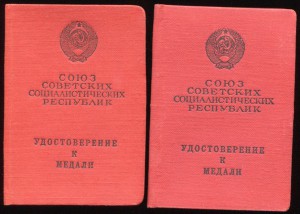 СОЮЗ
СОВЕТСКИХ
СОЦИАЛИСТИЧЕСКИХ
РЕСПУБЛИК
УДОСТОВЕРЕНИЕ
К
МЕДАЛИ
СОЮЗ
СОВЕТСКИХ
СОЦИАЛИСТИЧЕСКИХ
РЕСПУБЛИК
УДОСТОВЕРЕНИЕ
К
МЕДАЛИ